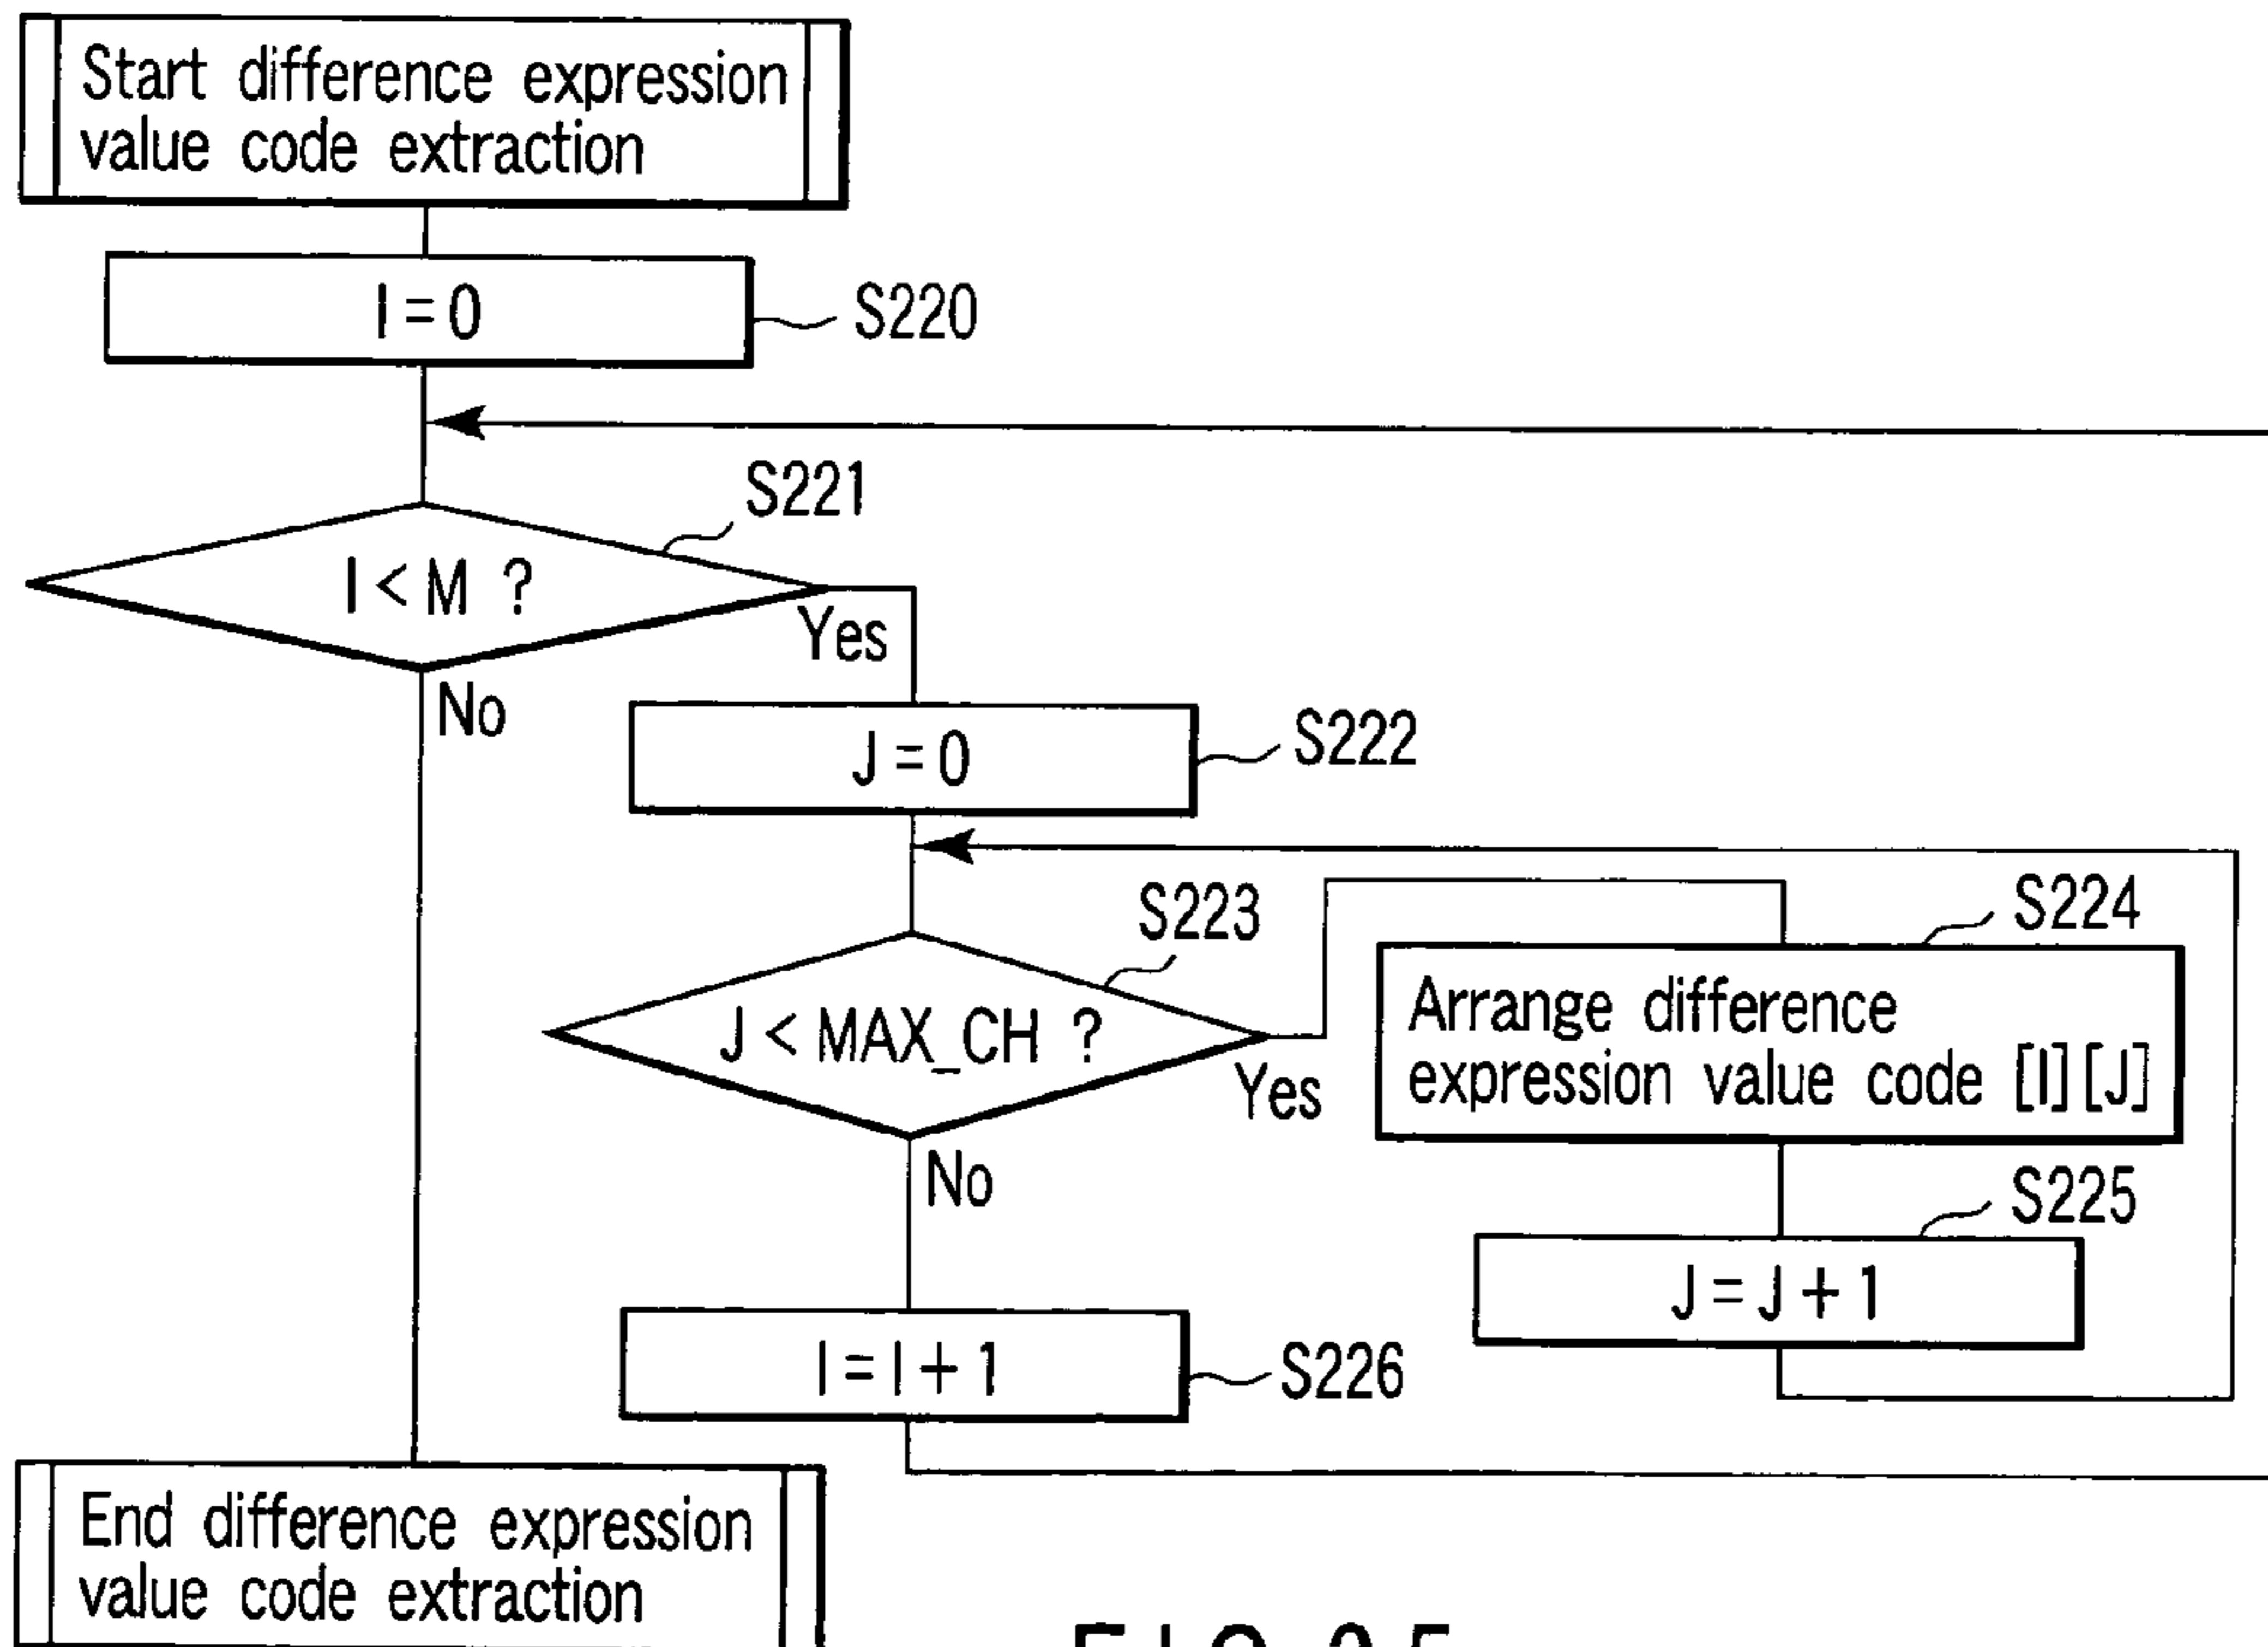 Start difference expression
value code extraction
I = 0
S220
S221
I < M ?
Yes
No
J = 0
S222
S223
J < MAX_CH ?
Yes
No
S224
Arrange difference
expression value code [I] [J]
S225
J = J + 1
I = I + 1
S226
End difference expression
value code extraction